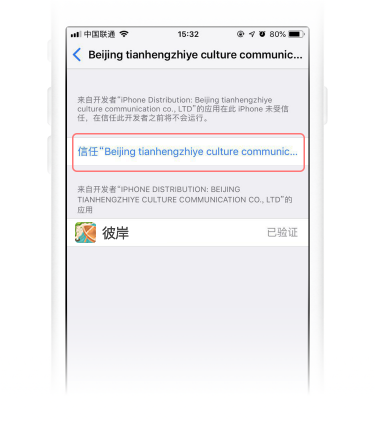 中国联通 15:32 80%
Beijing tianhengzhiye culture communic...
来自开发者“iPhone Distribution: Beijing tianhengzhiye
culture communication co., LTD”的应用在此 iPhone 未受信
任，在信任此开发者之前将不会运行。
信任“Beijing tianhengzhiye culture communic...
来自开发者“IPHONE DISTRIBUTION: BEIJING
TIANHENGZHIYE CULTURE COMMUNICATION CO., LTD”的
应用
彼岸 已验证